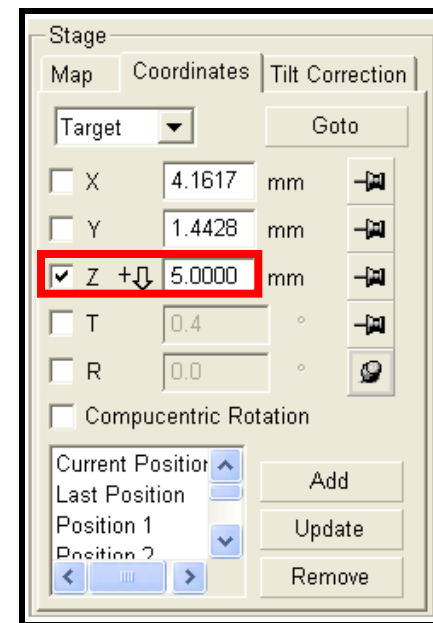 Stage
Map Coordinates Tilt Correction
Target Goto
X 4.1617 mm
Y 1.4428 mm
Z + 5.0000 mm
T 0.4 °
R 0.0 °
Compucentric Rotation
Current Position
Last Position
Position 1
Position 2
Add
Update
Remove